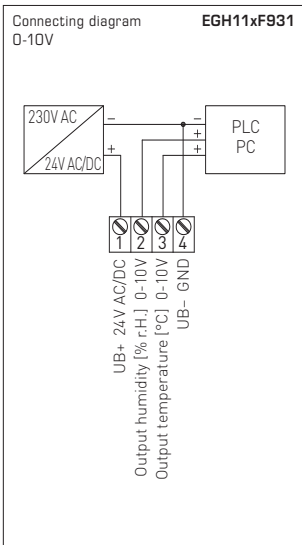 Connecting diagram
0-10V
EGH11xF931
230V AC
24V AC/DC
−
+
−
+
+
PLC
PC
1
2
3
4
UB+ 24V AC/DC
Output humidity [% r.H.] 0-10V
Output temperature [°C] 0-10V
UB− GND